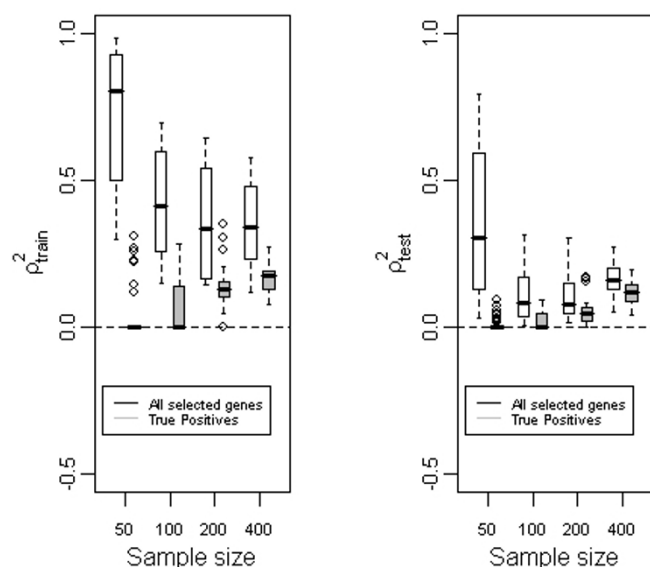 1.0
0.5
0.0
-0.5
ρ²train
All selected genes
True Positives
50 100 200 400
Sample size
1.0
0.5
0.0
-0.5
ρ²test
All selected genes
True Positives
50 100 200 400
Sample size